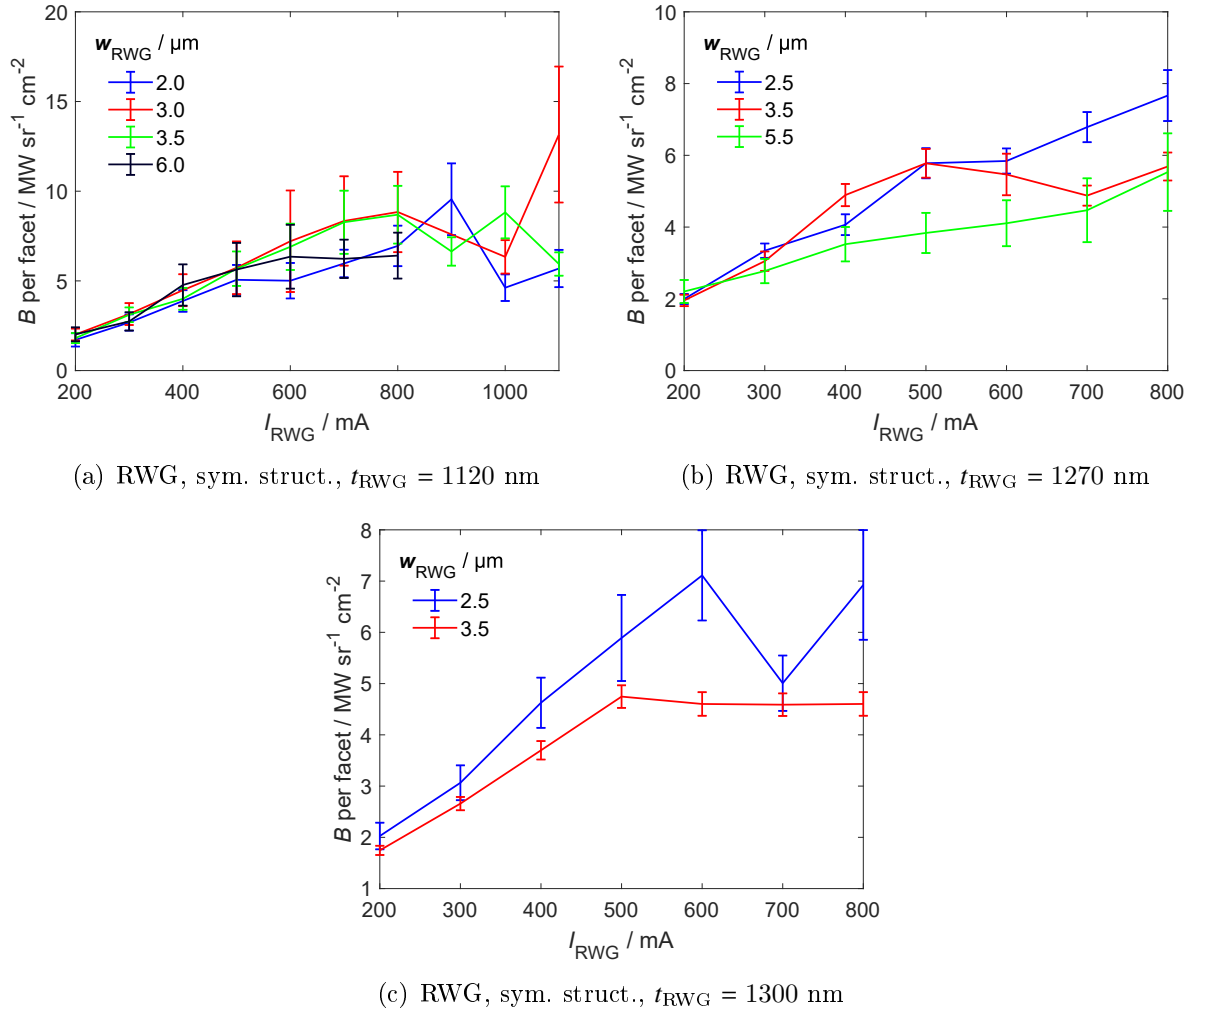 20
15
10
5
0
B per facet / MW sr⁻¹ cm⁻²
w_RWG / µm
2.0
3.0
3.5
6.0
200 400 600 800 1000
I_RWG / mA
(a) RWG, sym. struct., t_RWG = 1120 nm
10
8
6
4
2
0
B per facet / MW sr⁻¹ cm⁻²
w_RWG / µm
2.5
3.5
5.5
200 300 400 500 600 700 800
I_RWG / mA
(b) RWG, sym. struct., t_RWG = 1270 nm
8
7
6
5
4
3
2
1
B per facet / MW sr⁻¹ cm⁻²
w_RWG / µm
2.5
3.5
200 300 400 500 600 700 800
I_RWG / mA
(c) RWG, sym. struct., t_RWG = 1300 nm